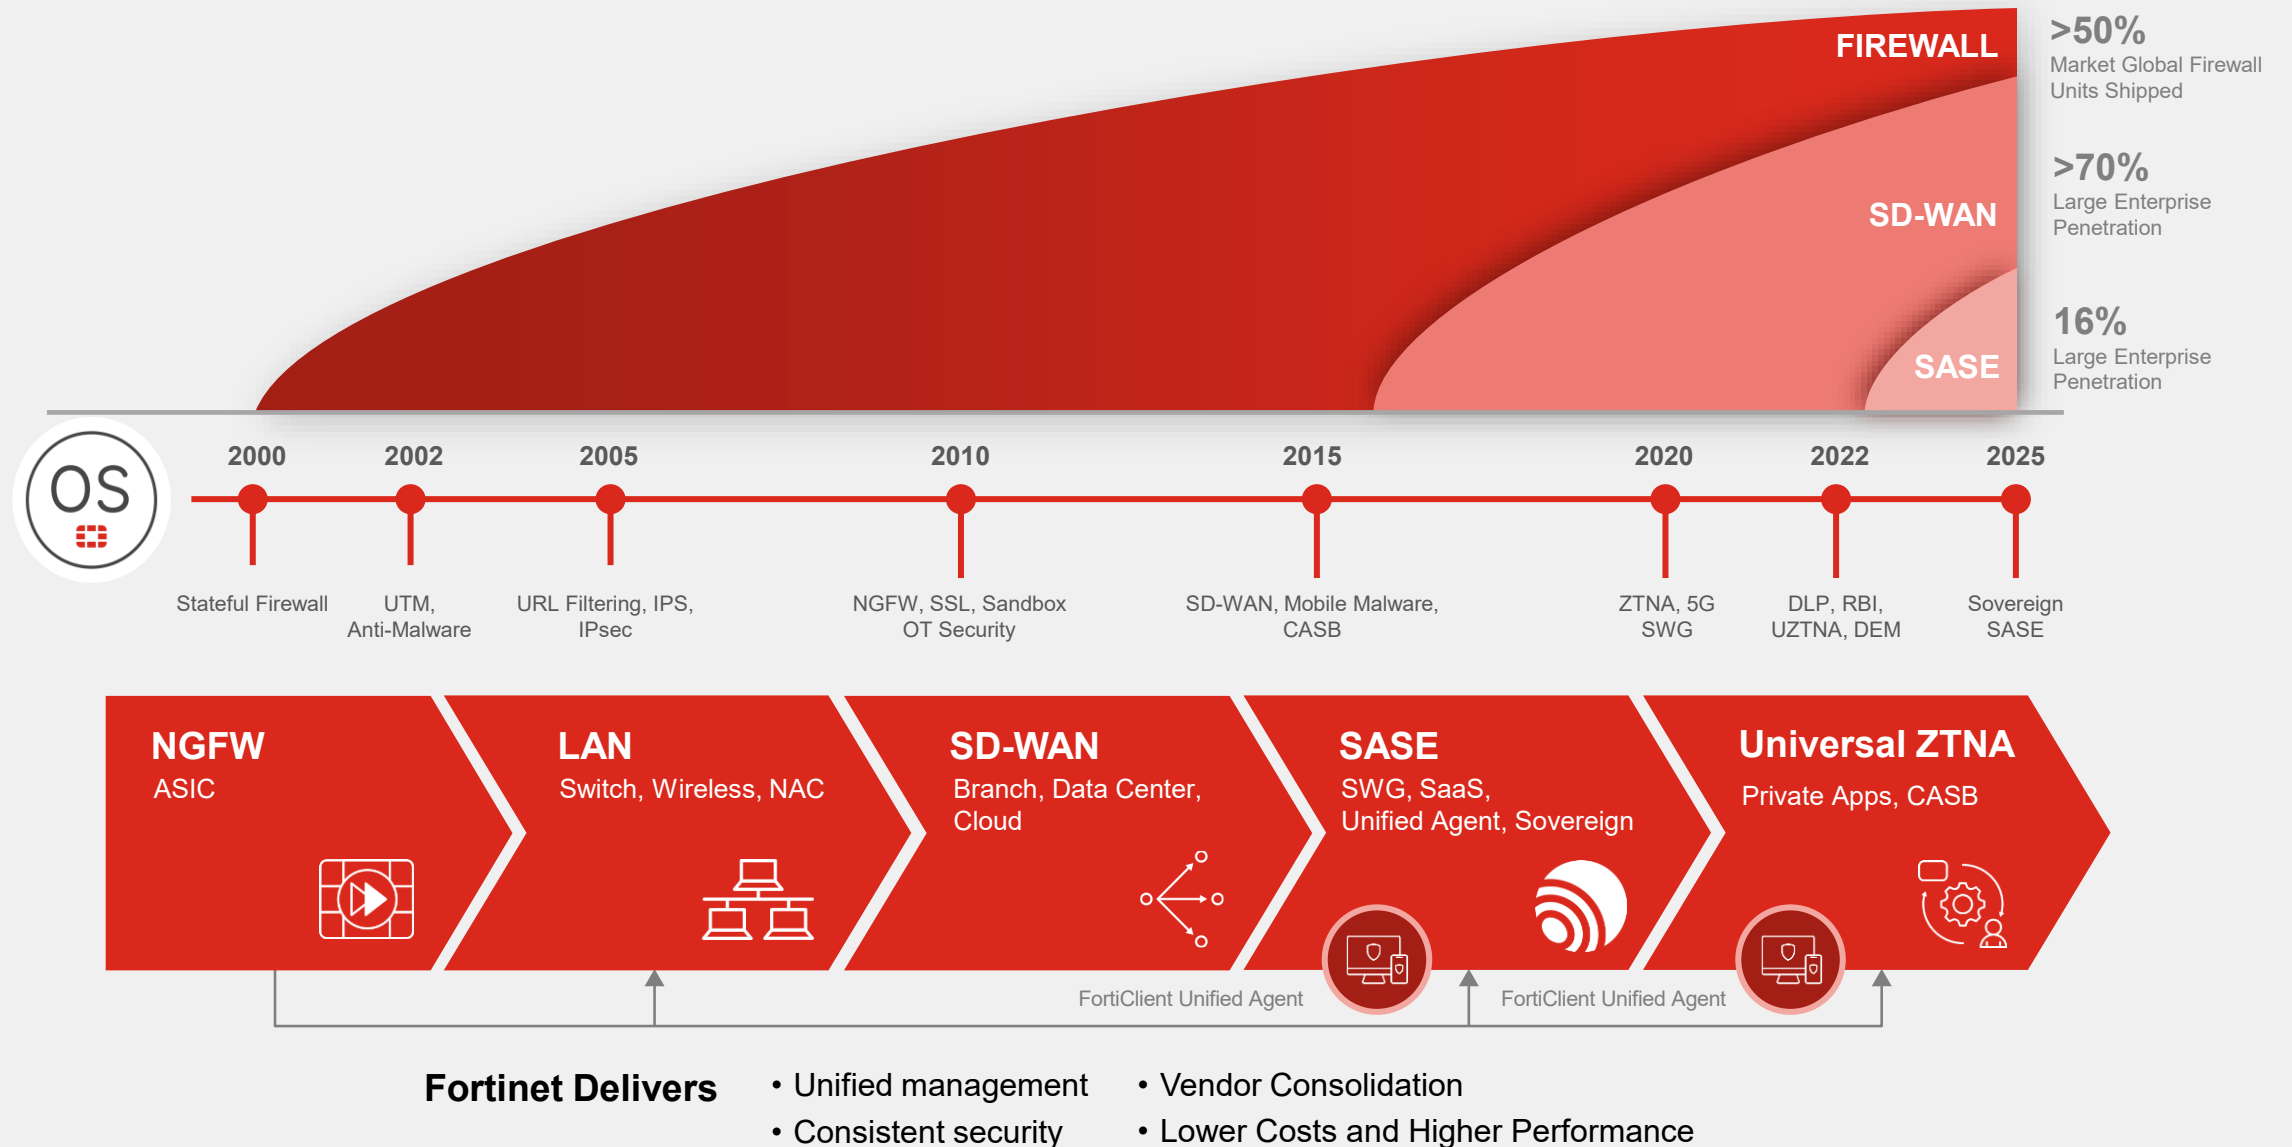 FIREWALL
>50%
Market Global Firewall
Units Shipped
SD-WAN
>70%
Large Enterprise
Penetration
SASE
16%
Large Enterprise
Penetration
OS
2000
2002
2005
2010
2015
2020
2022
2025
Stateful Firewall
UTM,
Anti-Malware
URL Filtering, IPS,
IPsec
NGFW, SSL, Sandbox
OT Security
SD-WAN, Mobile Malware,
CASB
ZTNA, 5G
SWG
DLP, RBI,
UZTNA, DEM
Sovereign
SASE
NGFW
ASIC
LAN
Switch, Wireless, NAC
SD-WAN
Branch, Data Center,
Cloud
SASE
SWG, SaaS,
Unified Agent, Sovereign
Universal ZTNA
Private Apps, CASB
FortiClient Unified Agent
FortiClient Unified Agent
Fortinet Delivers
• Unified management
• Consistent security
• Vendor Consolidation
• Lower Costs and Higher Performance